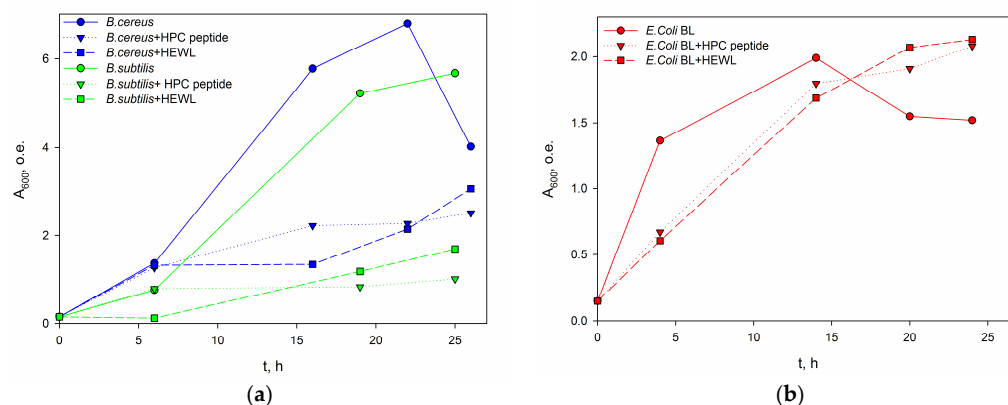 B.cereus
B.cereus+HPC peptide
B.cereus+HEWL
B.subtilis
B.subtilis+ HPC peptide
B.subtilis+HEWL
6
4
2
0
A600, o.e.
0 5 10 15 20 25
t, h
(a)
E.Coli BL
E.Coli BL+HPC peptide
E.Coli BL+HEWL
2.0
1.5
1.0
0.5
0.0
A600, o.e.
0 5 10 15 20 25
t, h
(b)